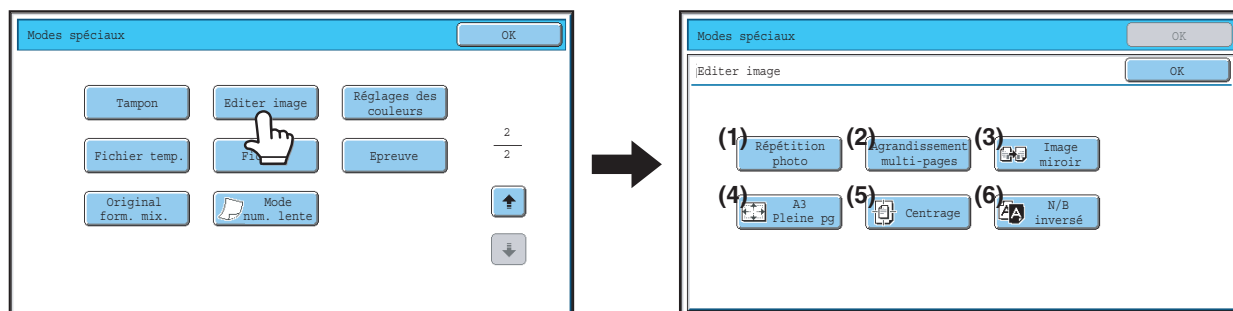 Modes spéciaux
OK
Tampon
Editer image
Réglages des
couleurs
Fichier temp.
Epreuve
2
2
Original
form. mix.
Mode
num. lente
Modes spéciaux
OK
Editer image
OK
(1)
Répétition
photo
(2)
Agrandissement
multi-pages
(3)
Image
miroir
(4)
A3
Pleine pg
(5)
Centrage
(6)
N/B
inversé